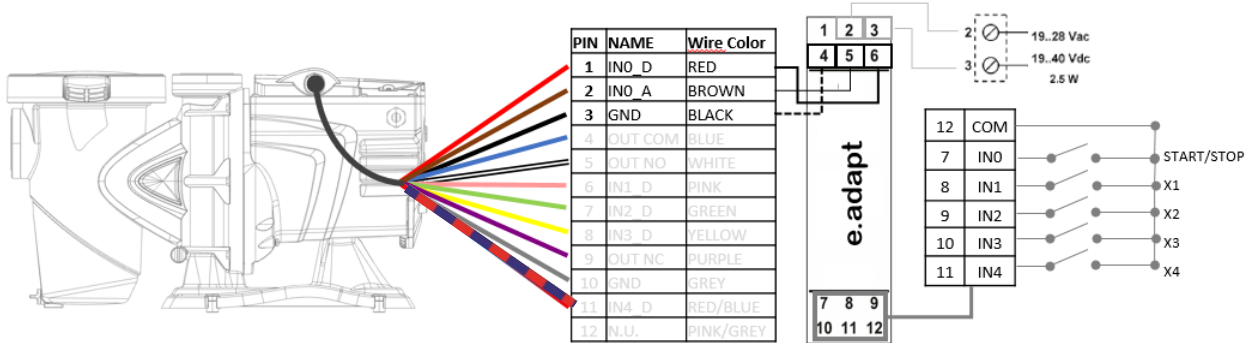 PIN NAME Wire Color
1 IN0_D RED
2 IN0_A BROWN
3 GND BLACK
4 OUT COM BLUE
5 OUT NO WHITE
6 IN1_D PINK
7 IN2_D GREEN
8 IN3_D YELLOW
9 OUT NC PURPLE
10 GND GREY
11 IN4_D RED/BLUE
12 N.U. PINK/GREY
1 2 3
4 5 6
e.adapt
7 8 9
10 11 12
2 19..28 Vac
3 19..40 Vdc
2.5 W
12 COM
7 IN0 START/STOP
8 IN1 X1
9 IN2 X2
10 IN3 X3
11 IN4 X4